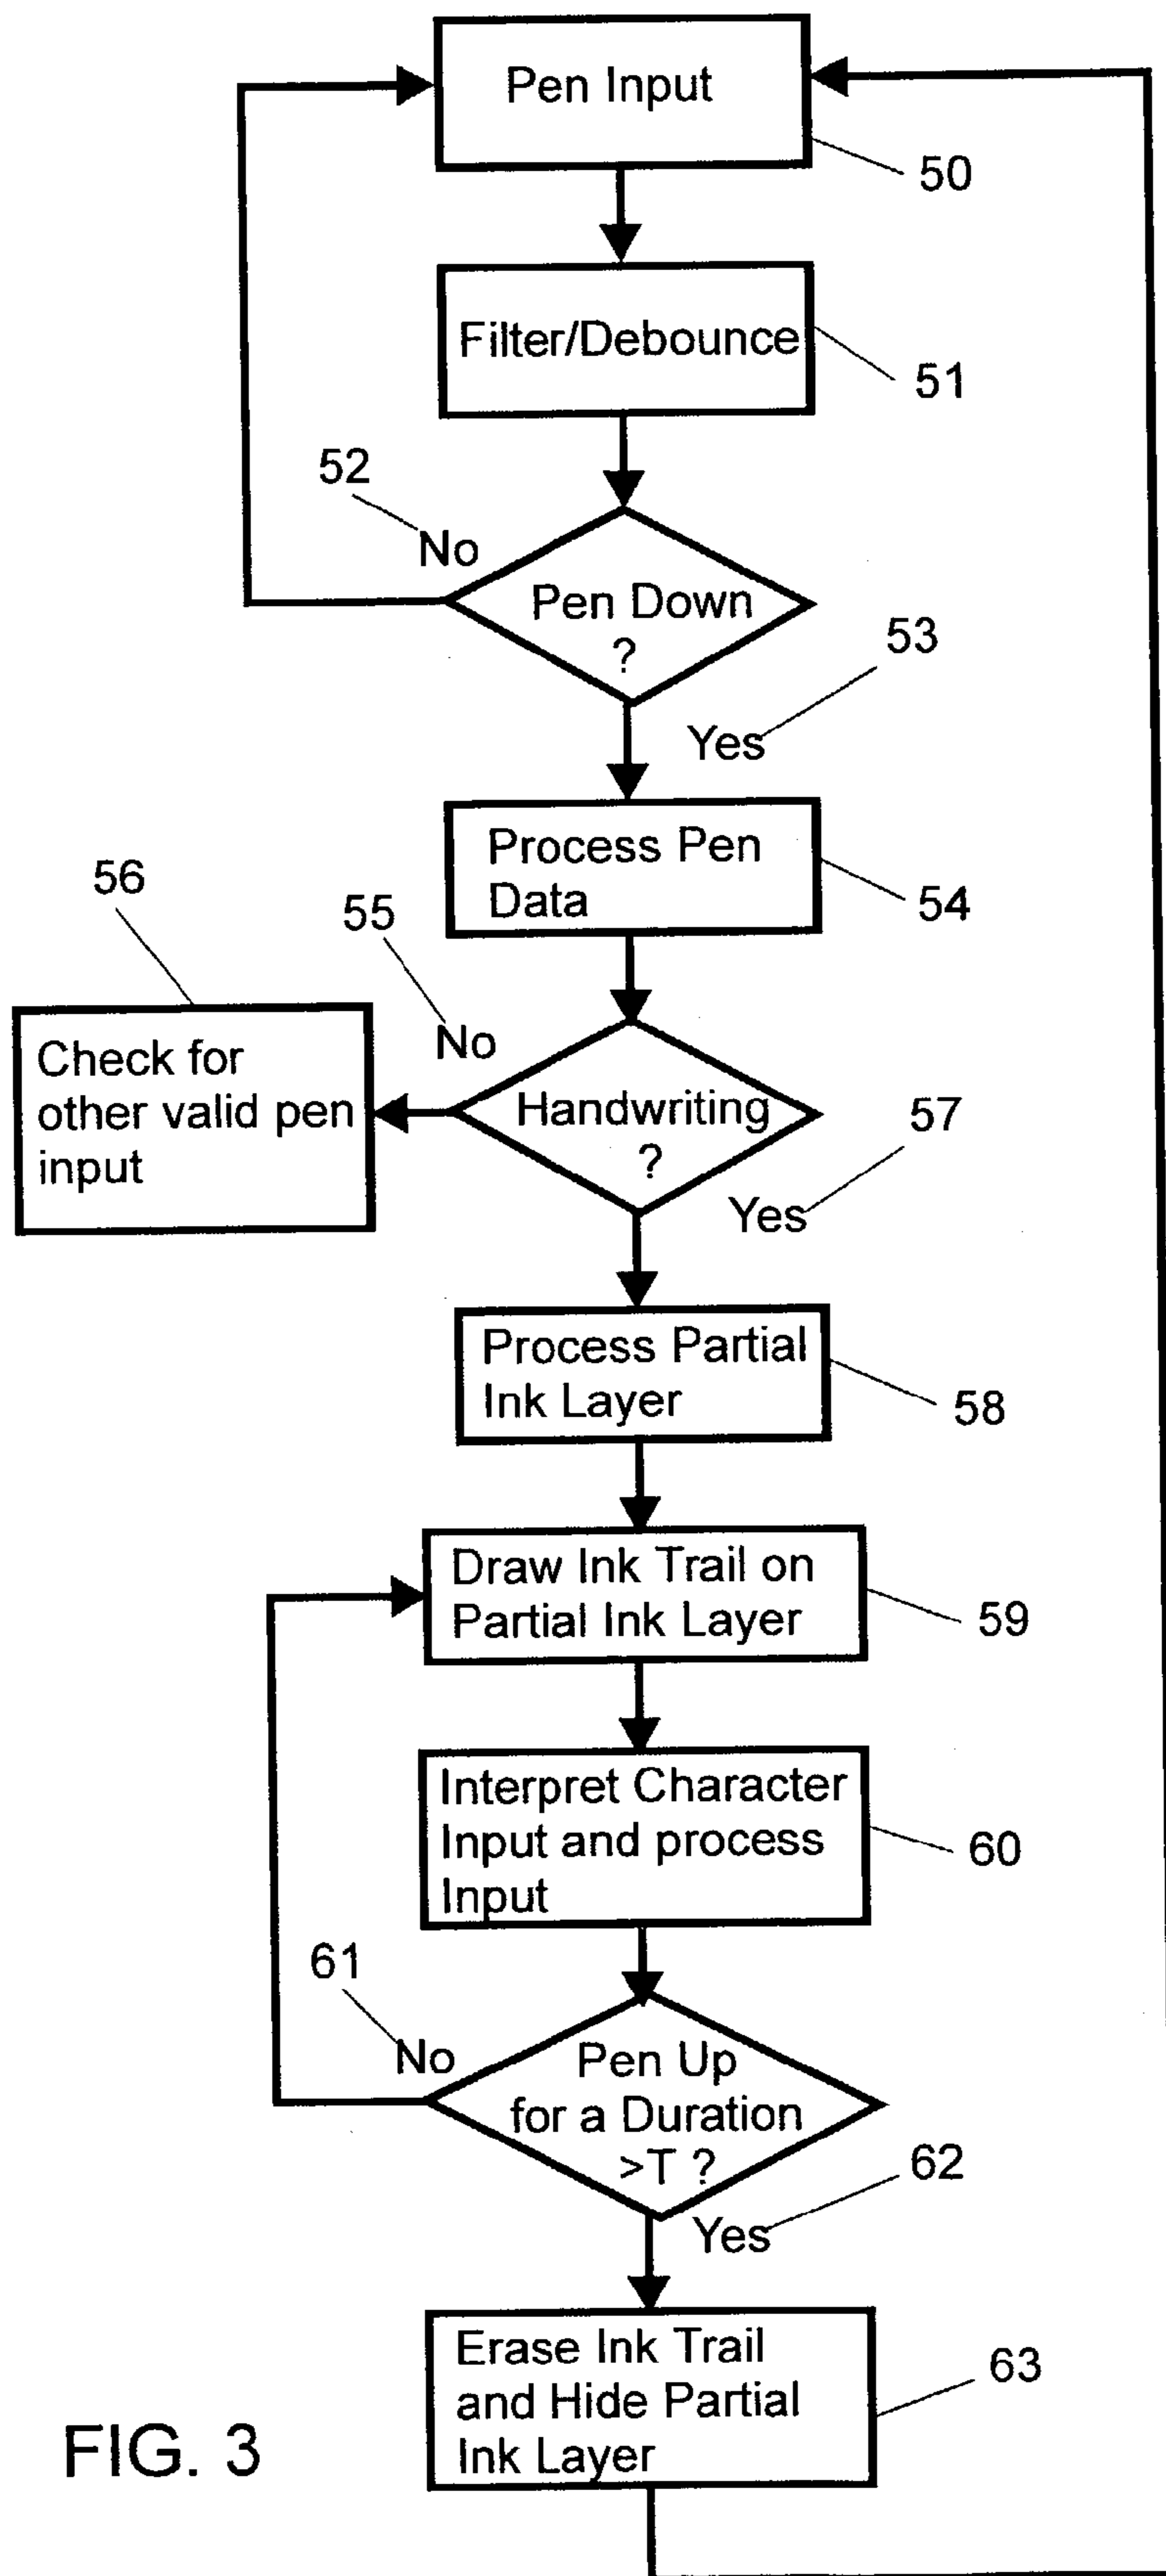 Pen Input
50
Filter/Debounce
51
52
No
Pen Down
?
53
Yes
Process Pen
Data
54
56
55
No
Check for
other valid pen
input
Handwriting
?
57
Yes
Process Partial
Ink Layer
58
Draw Ink Trail on
Partial Ink Layer
59
Interpret Character
Input and process
Input
60
61
No
Pen Up
for a Duration
>T ?
62
Yes
Erase Ink Trail
and Hide Partial
Ink Layer
63
FIG. 3